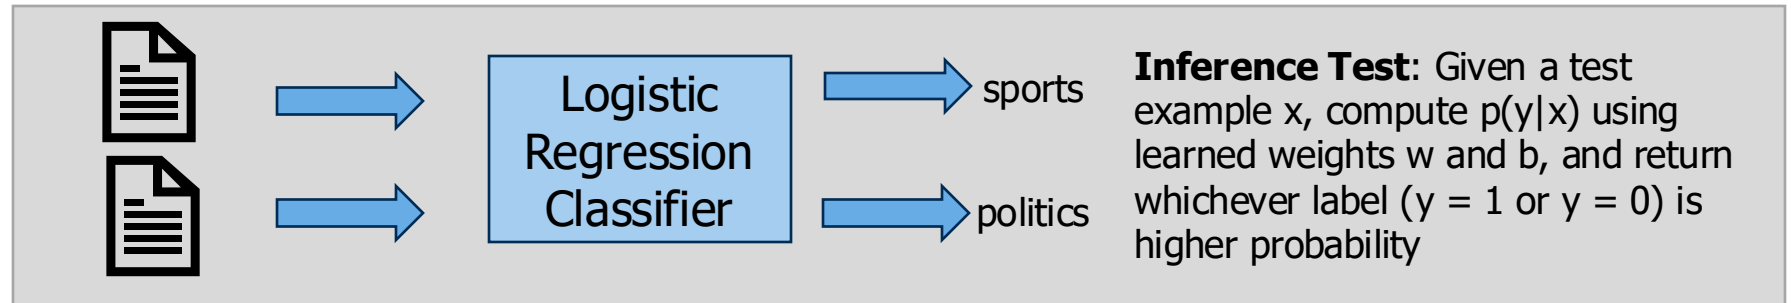 Logistic
Regression
Classifier
sports
politics
Inference Test: Given a test
example x, compute p(y|x) using
learned weights w and b, and return
whichever label (y = 1 or y = 0) is
higher probability